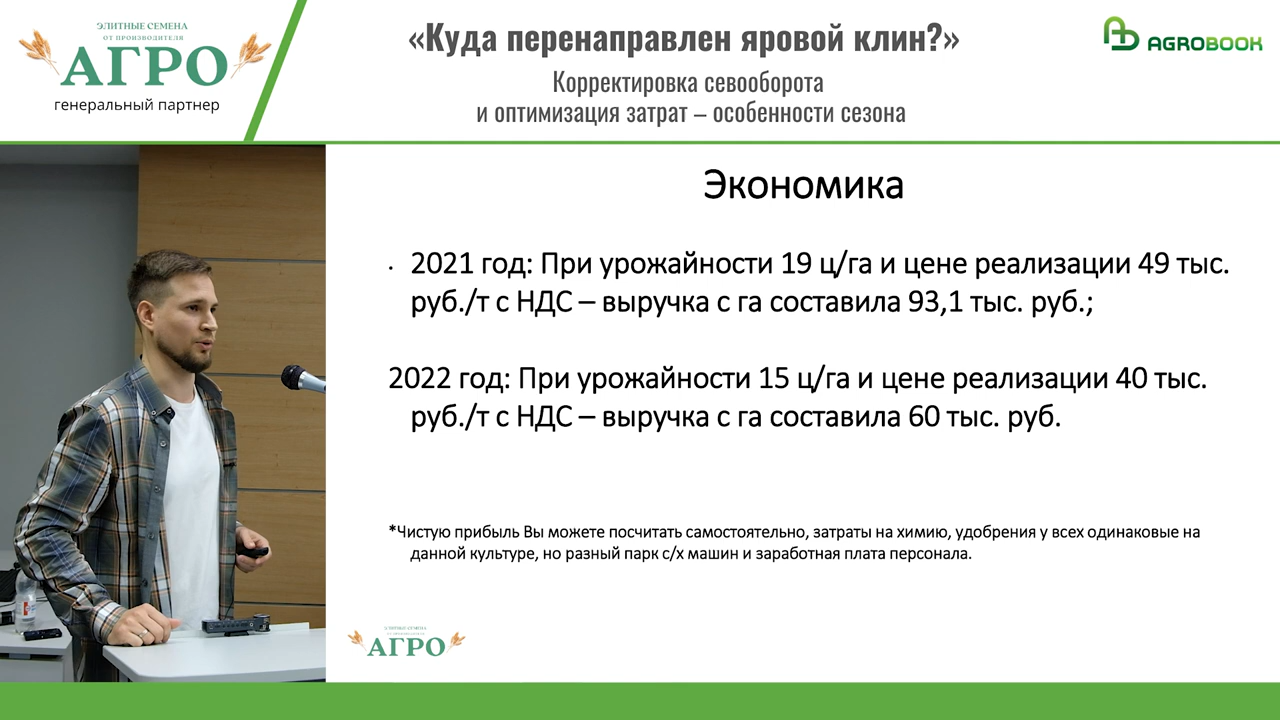 ЭЛИТНЫЕ СЕМЕНА
ОТ ПРОИЗВОДИТЕЛЯ
АГРО
генеральный партнер
«Куда перенаправлен яровой клин?»
Корректировка севооборота
и оптимизация затрат – особенности сезона
AGROBOOK
Экономика
• 2021 год: При урожайности 19 ц/га и цене реализации 49 тыс.
руб./т с НДС – выручка с га составила 93,1 тыс. руб.;
2022 год: При урожайности 15 ц/га и цене реализации 40 тыс.
руб./т с НДС – выручка с га составила 60 тыс. руб.
*Чистую прибыль Вы можете посчитать самостоятельно, затраты на химию, удобрения у всех одинаковые на
данной культуре, но разный парк с/х машин и заработная плата персонала.
ЭЛИТНЫЕ СЕМЕНА
ОТ ПРОИЗВОДИТЕЛЯ
АГРО